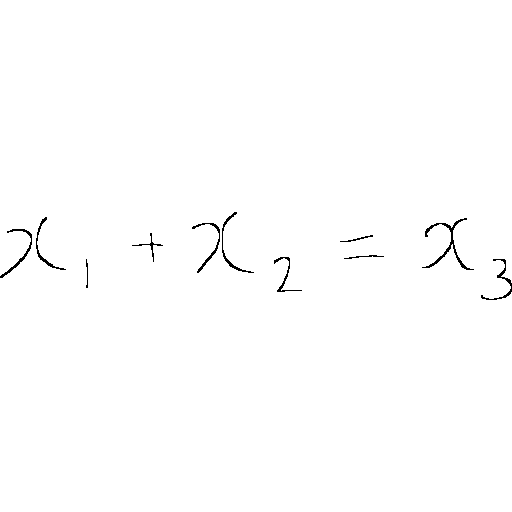 x₁ + x₂ = x₃